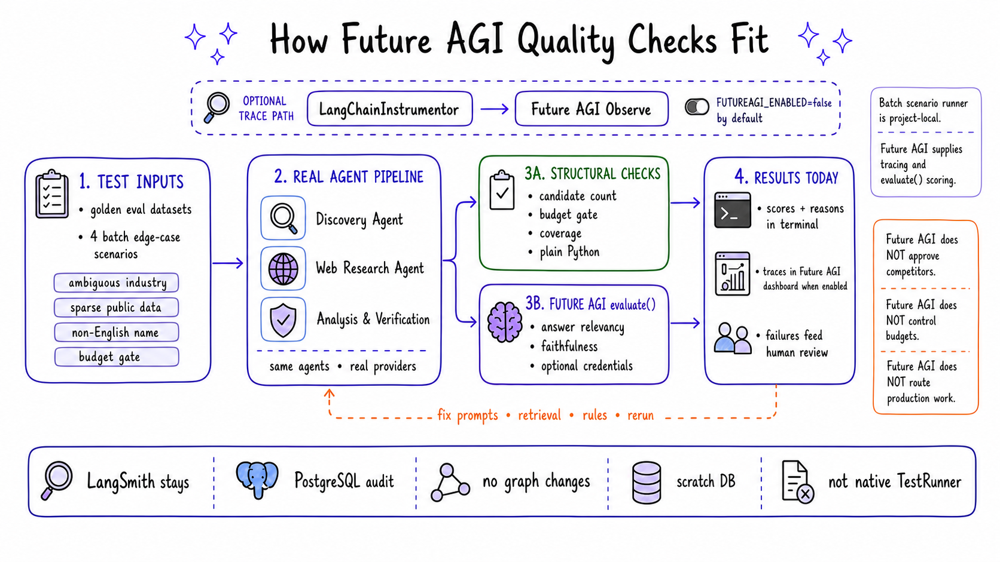 How Future AGI Quality Checks Fit
OPTIONAL
TRACE PATH
LangChainInstrumentor
Future AGI Observe
FUTUREAGI_ENABLED=false
by default
Batch scenario runner
is project-local.
Future AGI supplies
tracing and
evaluate() scoring.
1. TEST INPUTS
• golden eval datasets
• 4 batch edge-case
scenarios
ambiguous industry
sparse public data
non-English name
budget gate
2. REAL AGENT PIPELINE
Discovery Agent
Web Research Agent
Analysis & Verification
same agents • real providers
3A. STRUCTURAL CHECKS
• candidate count
• budget gate
• coverage
• plain Python
3B. FUTURE AGI evaluate()
• answer relevancy
• faithfulness
• optional credentials
4. RESULTS TODAY
• scores + reasons
in terminal
• traces in Future AGI
dashboard when enabled
• failures feed
human review
Future AGI does
NOT approve
competitors.
Future AGI does
NOT control
budgets.
Future AGI does
NOT route
production work.
fix prompts • retrieval • rules • rerun
LangSmith stays
PostgreSQL audit
no graph changes
scratch DB
not native TestRunner